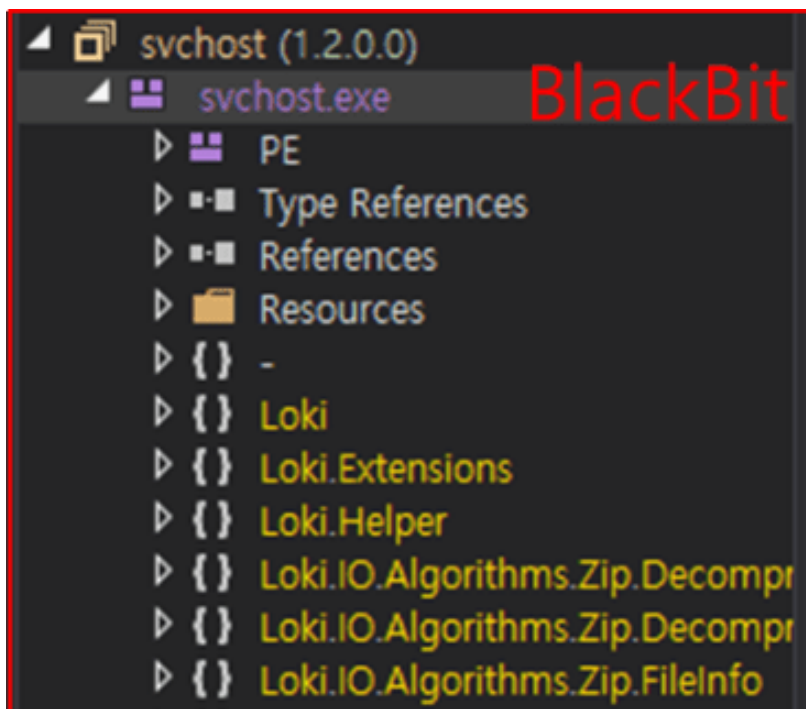 svchost (1.2.0.0)
svchost.exe
BlackBit
PE
Type References
References
Resources
{ } -
{ } Loki
{ } Loki.Extensions
{ } Loki.Helper
{ } Loki.IO.Algorithms.Zip.Decompr
{ } Loki.IO.Algorithms.Zip.Decompr
{ } Loki.IO.Algorithms.Zip.FileInfo